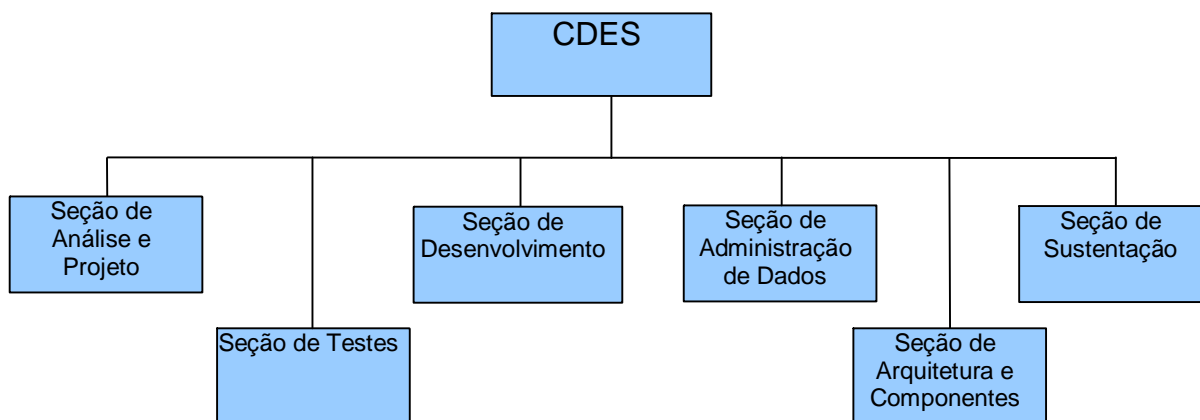 CDES
Seção de
Análise e
Projeto
Seção de
Desenvolvimento
Seção de
Administração
de Dados
Seção de
Sustentação
Seção de Testes
Seção de
Arquitetura e
Componentes